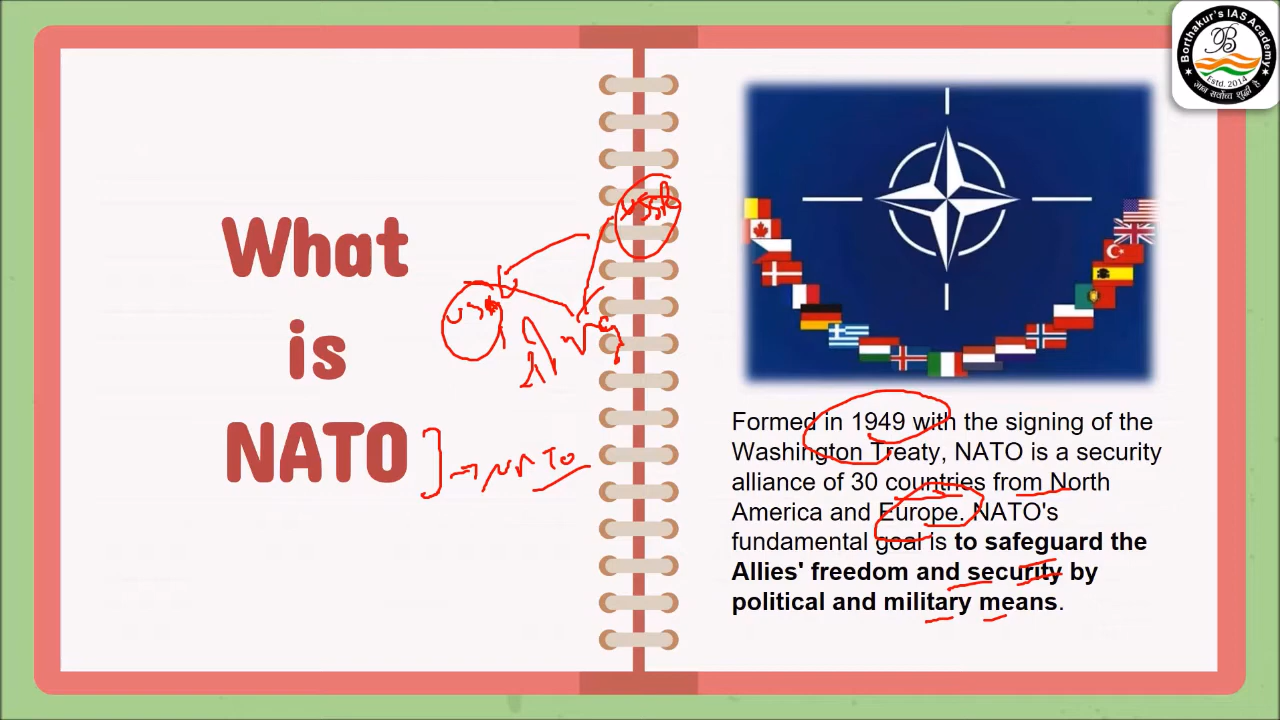 What
is
NATO
USSR
USA
NATO
Borthakur's IAS Academy
B
Estd. 2014
ज्ञान सर्वोच्च शुद्धी है
Formed in 1949 with the signing of the
Washington Treaty, NATO is a security
alliance of 30 countries from North
America and Europe. NATO's
fundamental goal is to safeguard the
Allies' freedom and security by
political and military means.